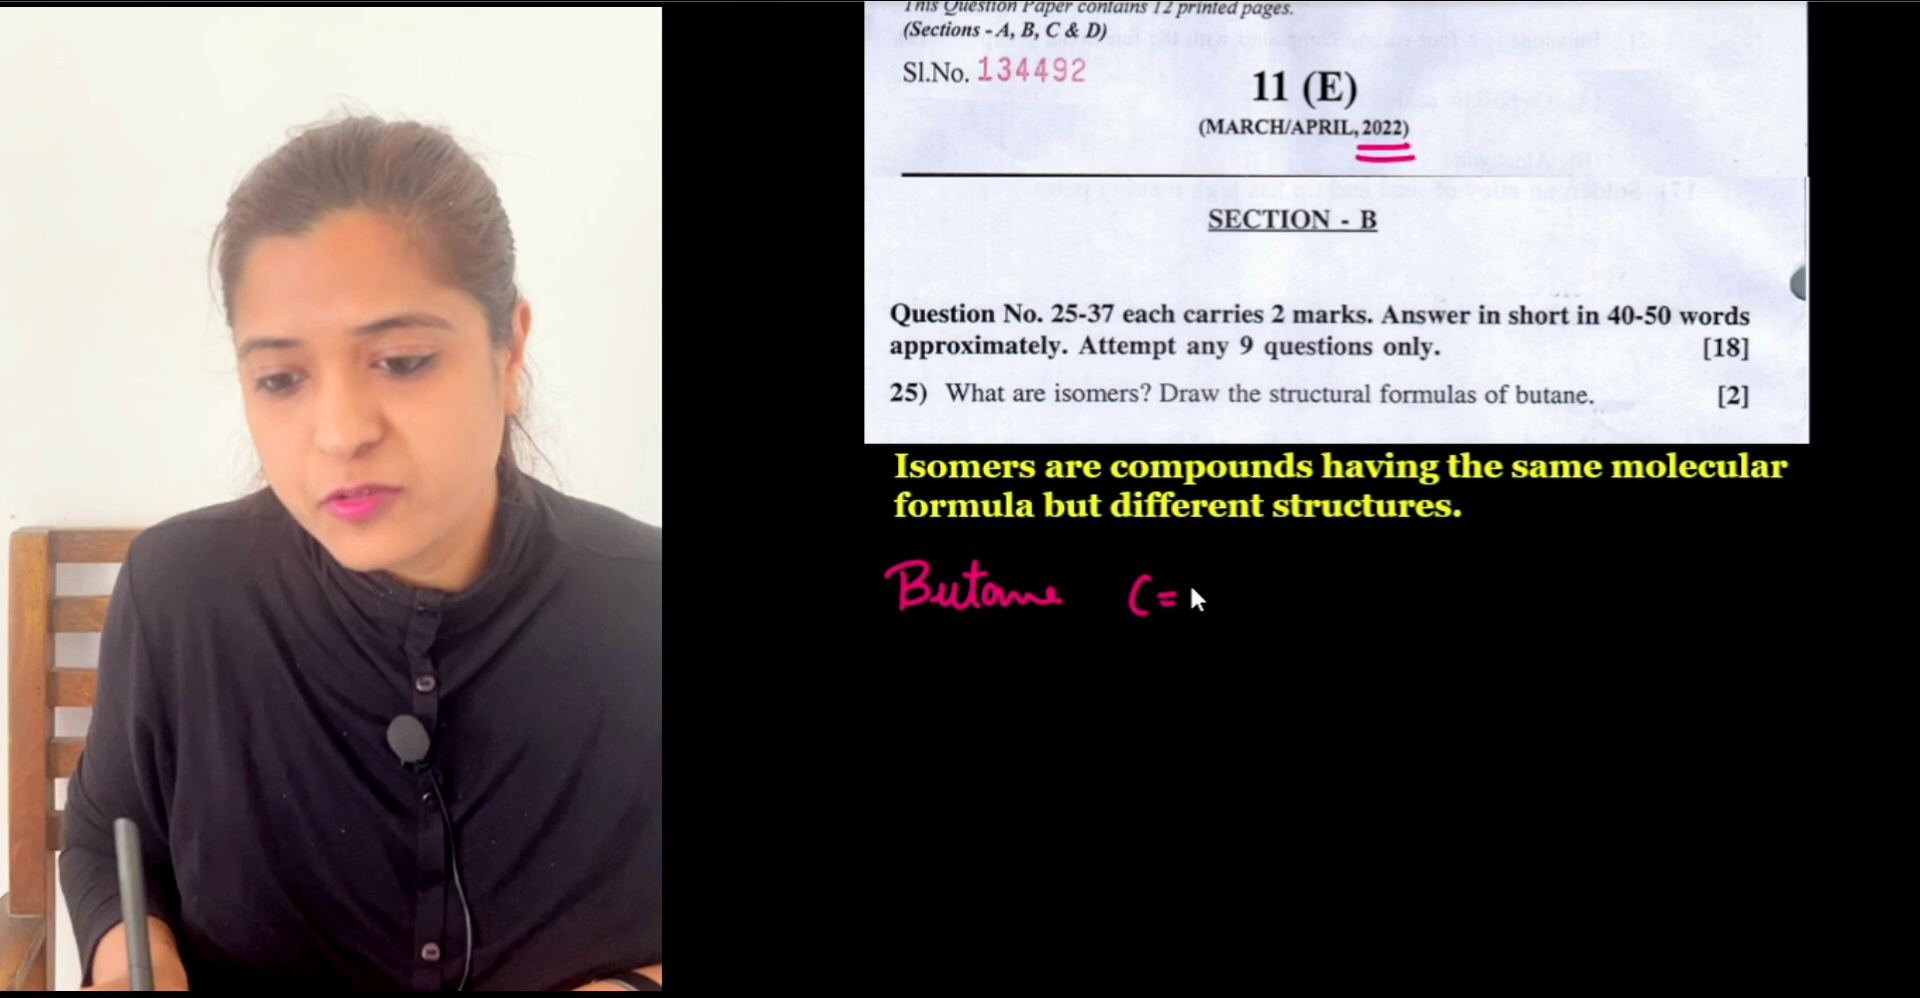 This Question Paper contains 12 printed pages.
(Sections - A, B, C & D)
Sl.No. 134492
11 (E)
(MARCH/APRIL, 2022)
SECTION - B
Question No. 25-37 each carries 2 marks. Answer in short in 40-50 words
approximately. Attempt any 9 questions only. [18]
25) What are isomers? Draw the structural formulas of butane. [2]
Isomers are compounds having the same molecular
formula but different structures.
Butane C =